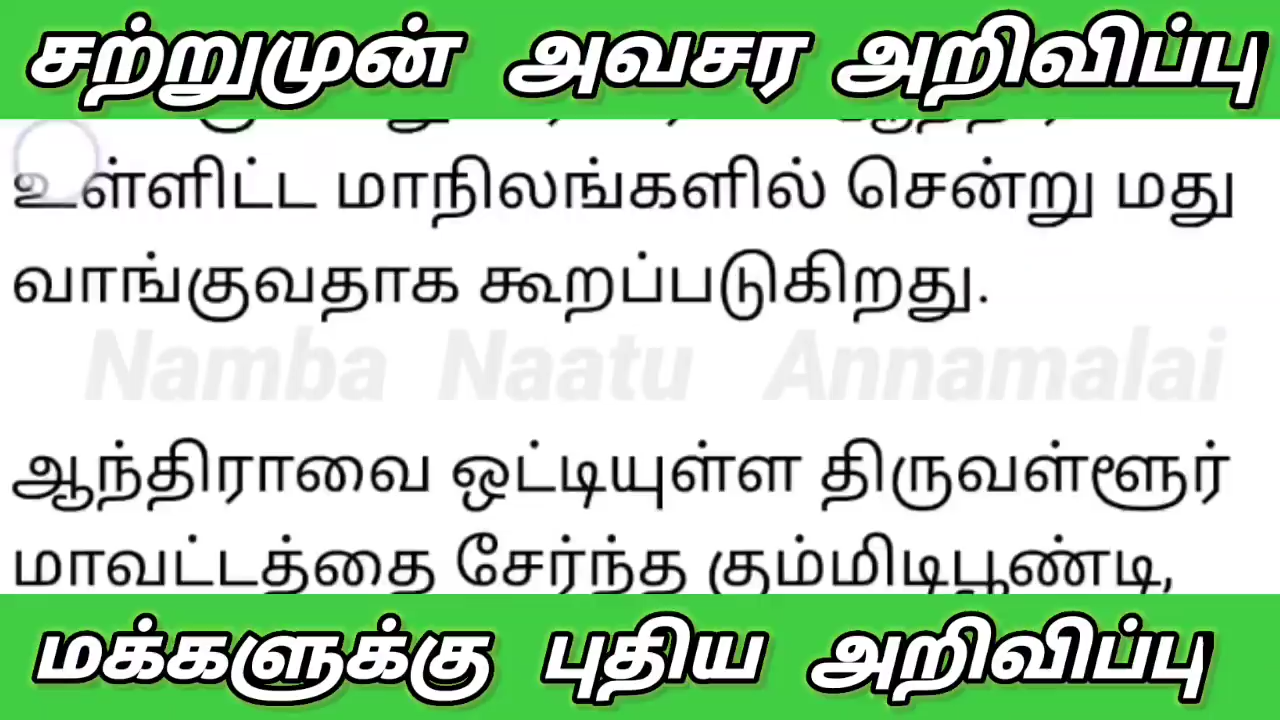 சற்றுமுன் அவசர அறிவிப்பு
உள்ளிட்ட மாநிலங்களில் சென்று மது
வாங்குவதாக கூறப்படுகிறது.
Namba Naatu Annamalai
ஆந்திராவை ஒட்டியுள்ள திருவள்ளூர்
மாவட்டத்தை சேர்ந்த கும்மிடிபூண்டி,
மக்களுக்கு புதிய அறிவிப்பு